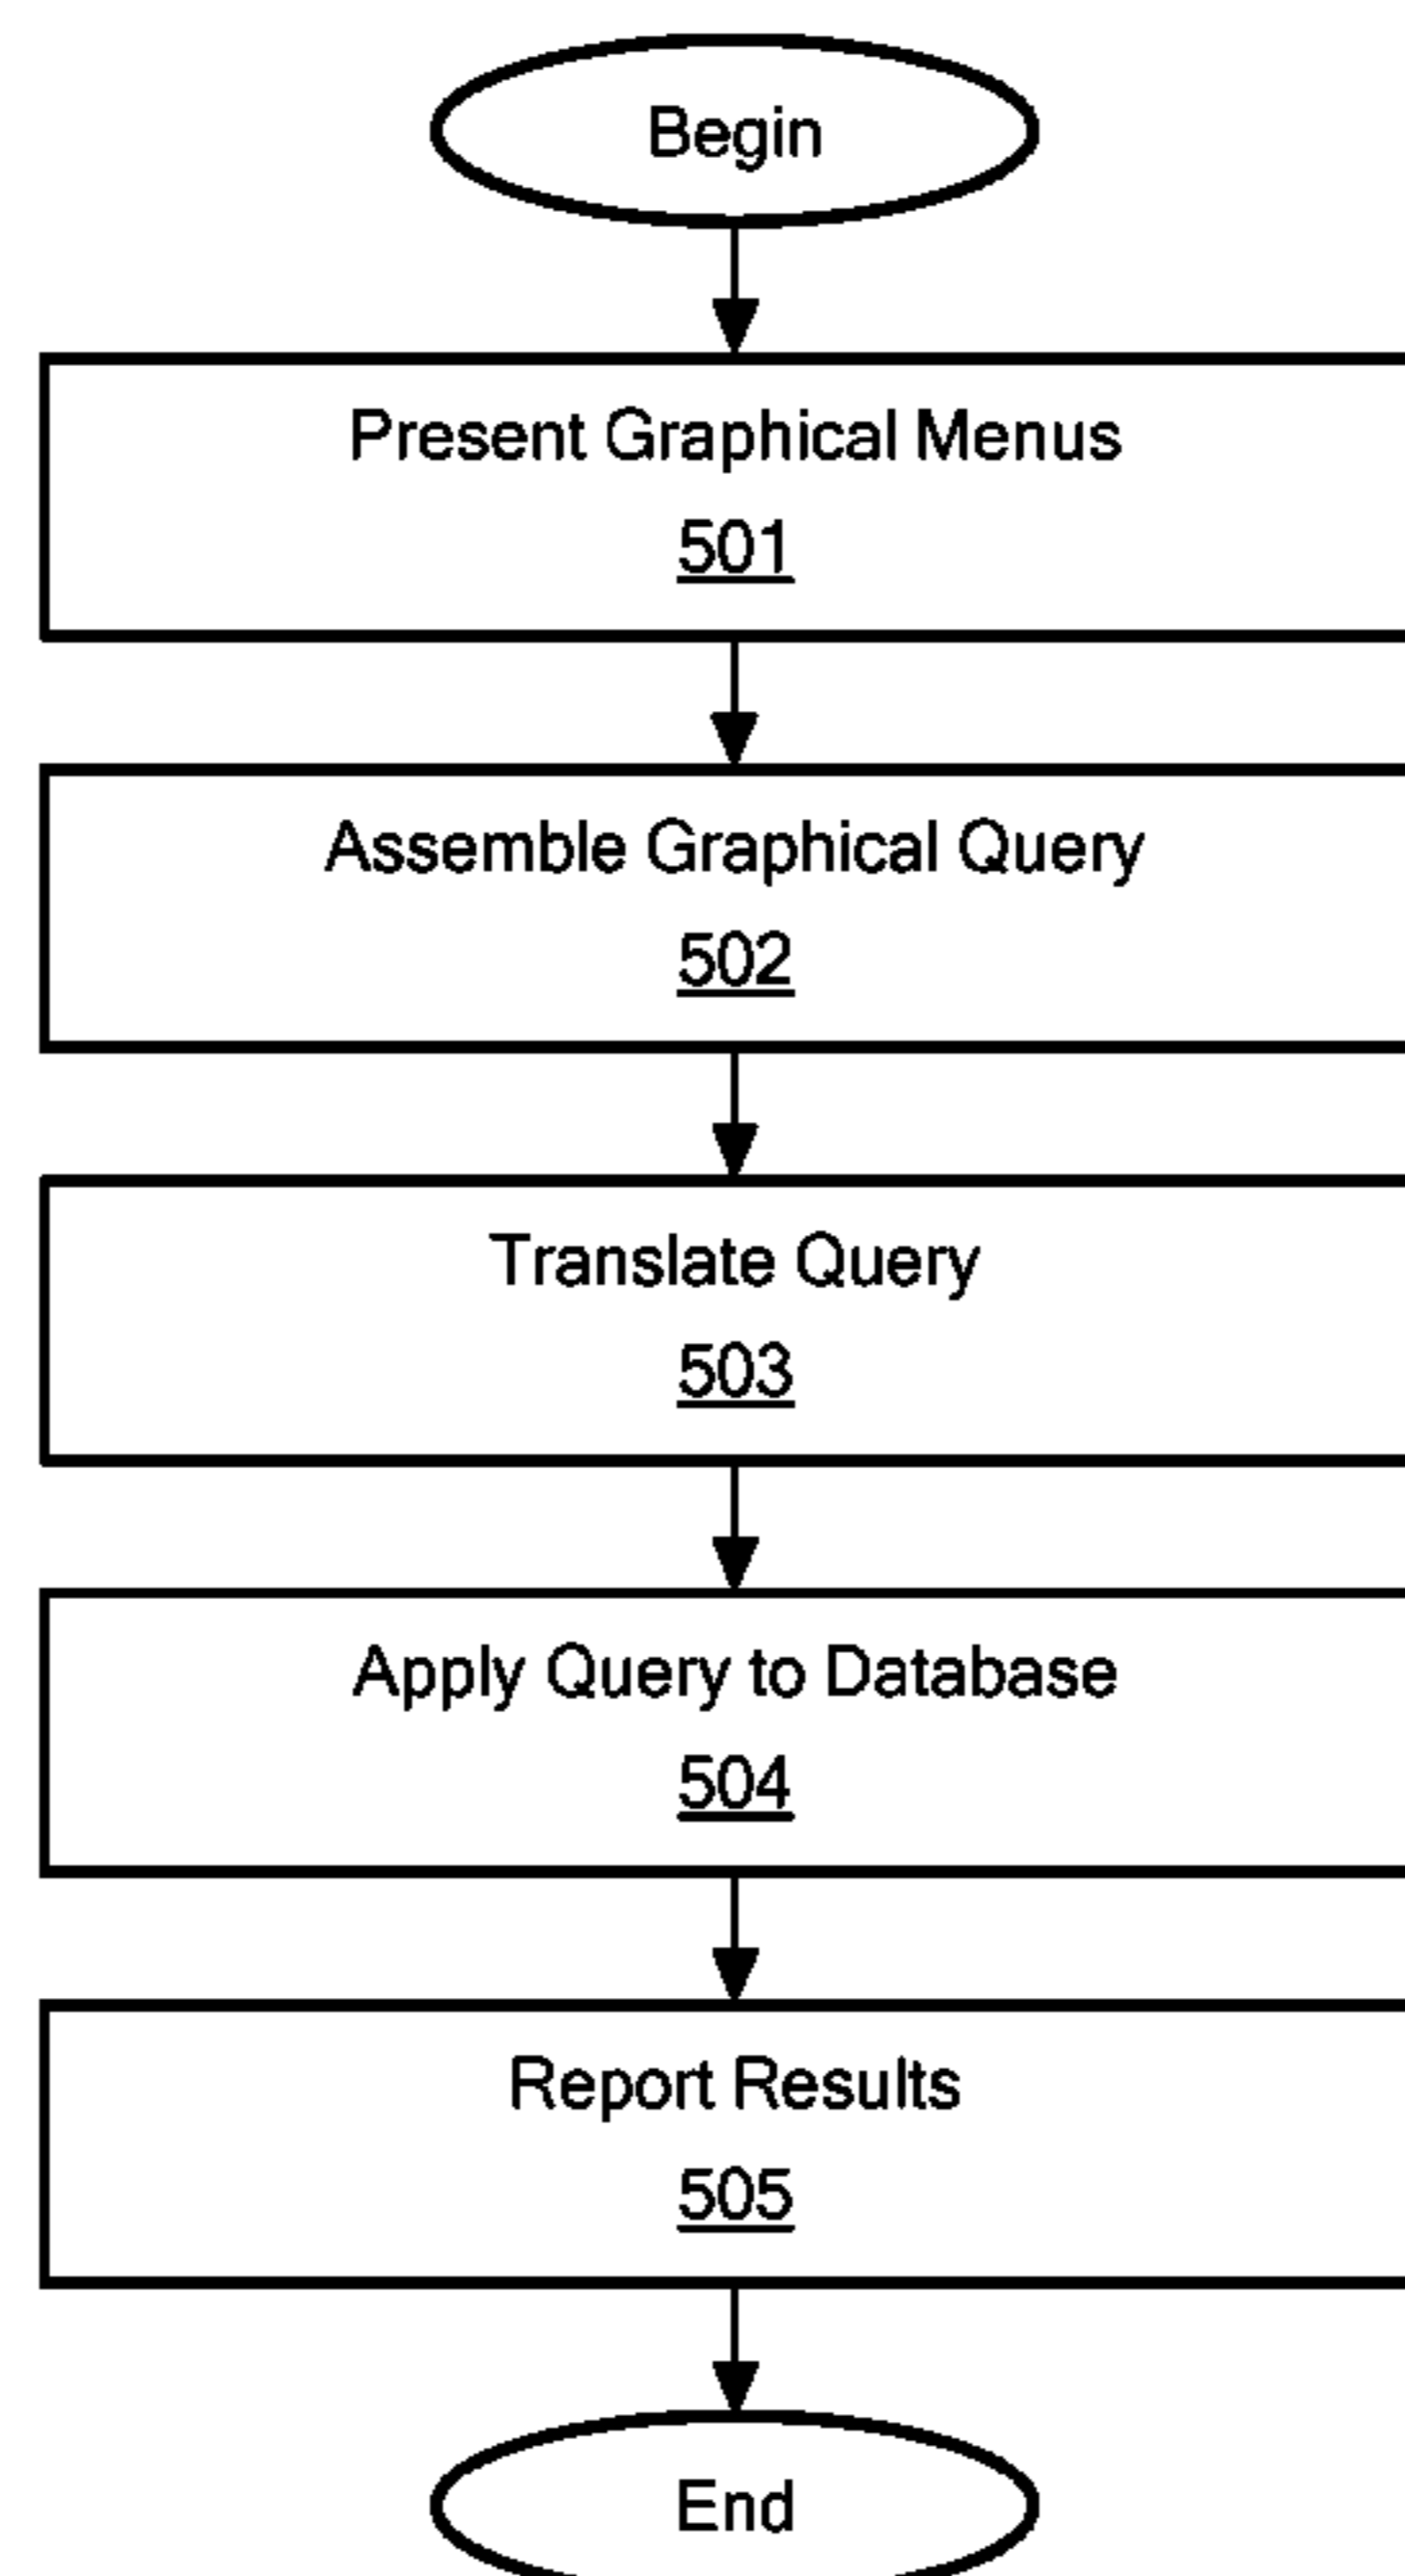 Begin
Present Graphical Menus
501
Assemble Graphical Query
502
Translate Query
503
Apply Query to Database
504
Report Results
505
End